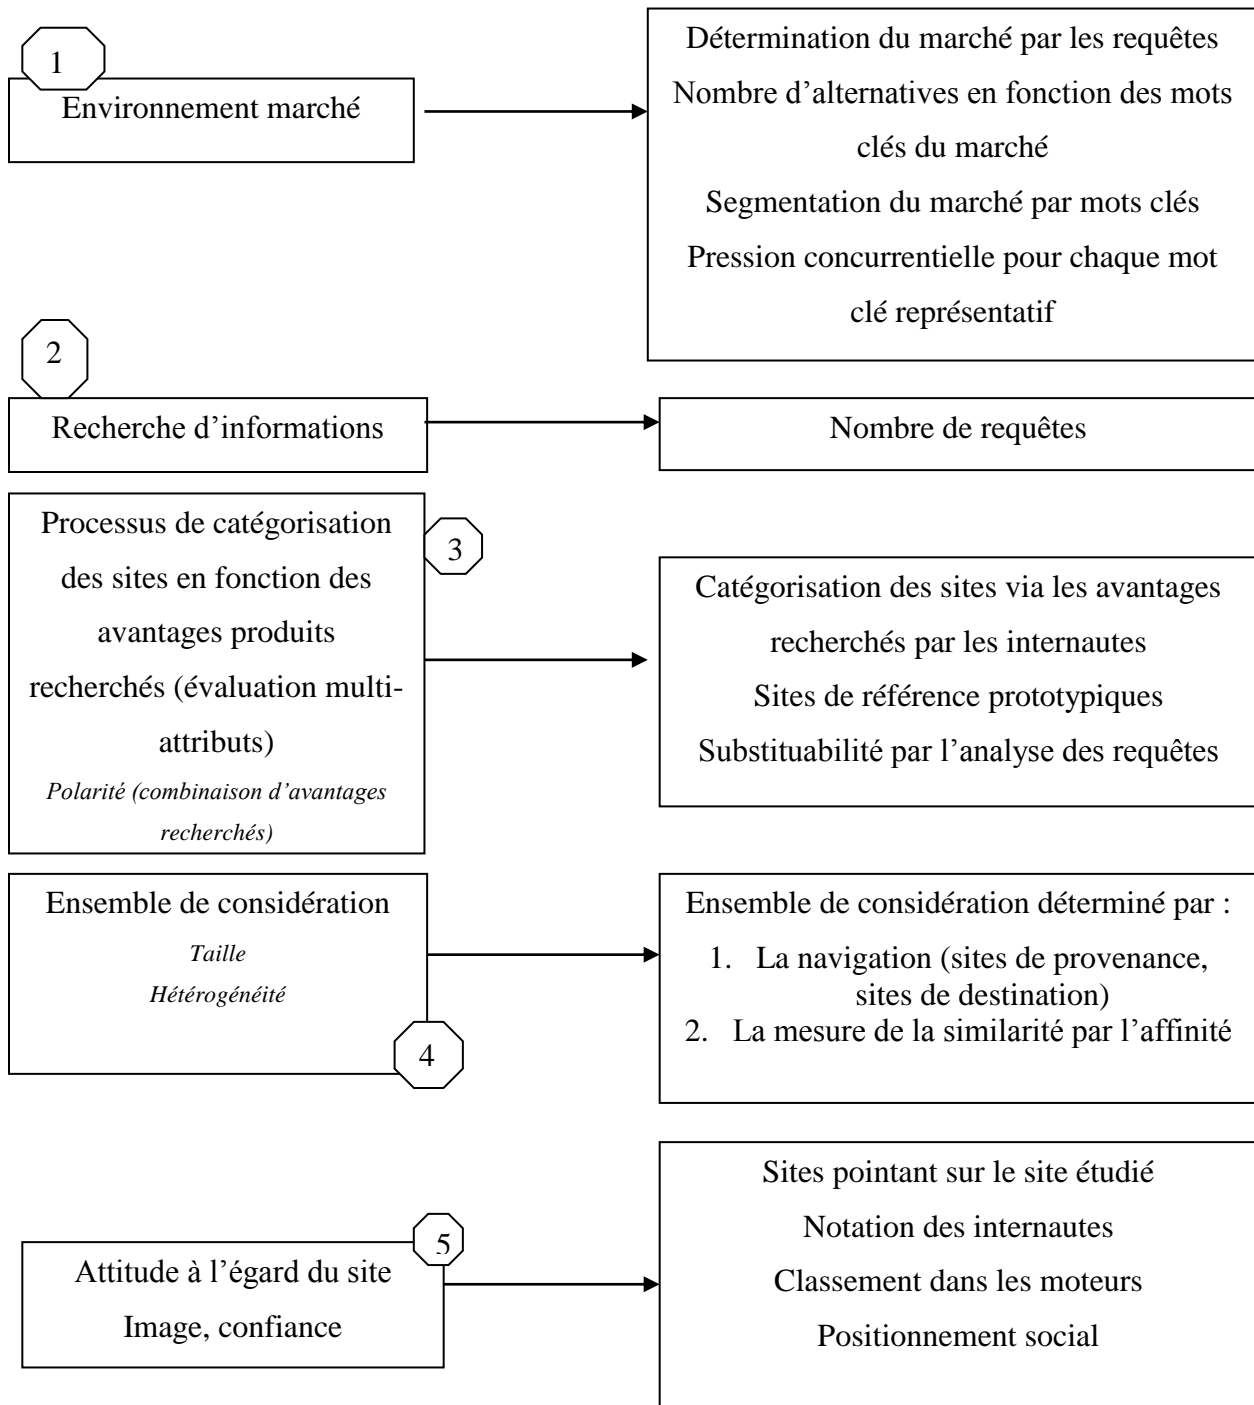 1
Environnement marché
Détermination du marché par les requêtes
Nombre d’alternatives en fonction des mots
clés du marché
Segmentation du marché par mots clés
Pression concurrentielle pour chaque mot
clé représentatif
2
Recherche d’informations
Nombre de requêtes
Processus de catégorisation
des sites en fonction des
avantages produits
recherchés (évaluation multi-
attributs)
Polarité (combinaison d’avantages
recherchés)
3
Catégorisation des sites via les avantages
recherchés par les internautes
Sites de référence prototypiques
Substituabilité par l’analyse des requêtes
Ensemble de considération
Taille
Hétérogénéité
4
Ensemble de considération déterminé par :
1. La navigation (sites de provenance,
sites de destination)
2. La mesure de la similarité par l’affinité
5
Attitude à l’égard du site
Image, confiance
Sites pointant sur le site étudié
Notation des internautes
Classement dans les moteurs
Positionnement social